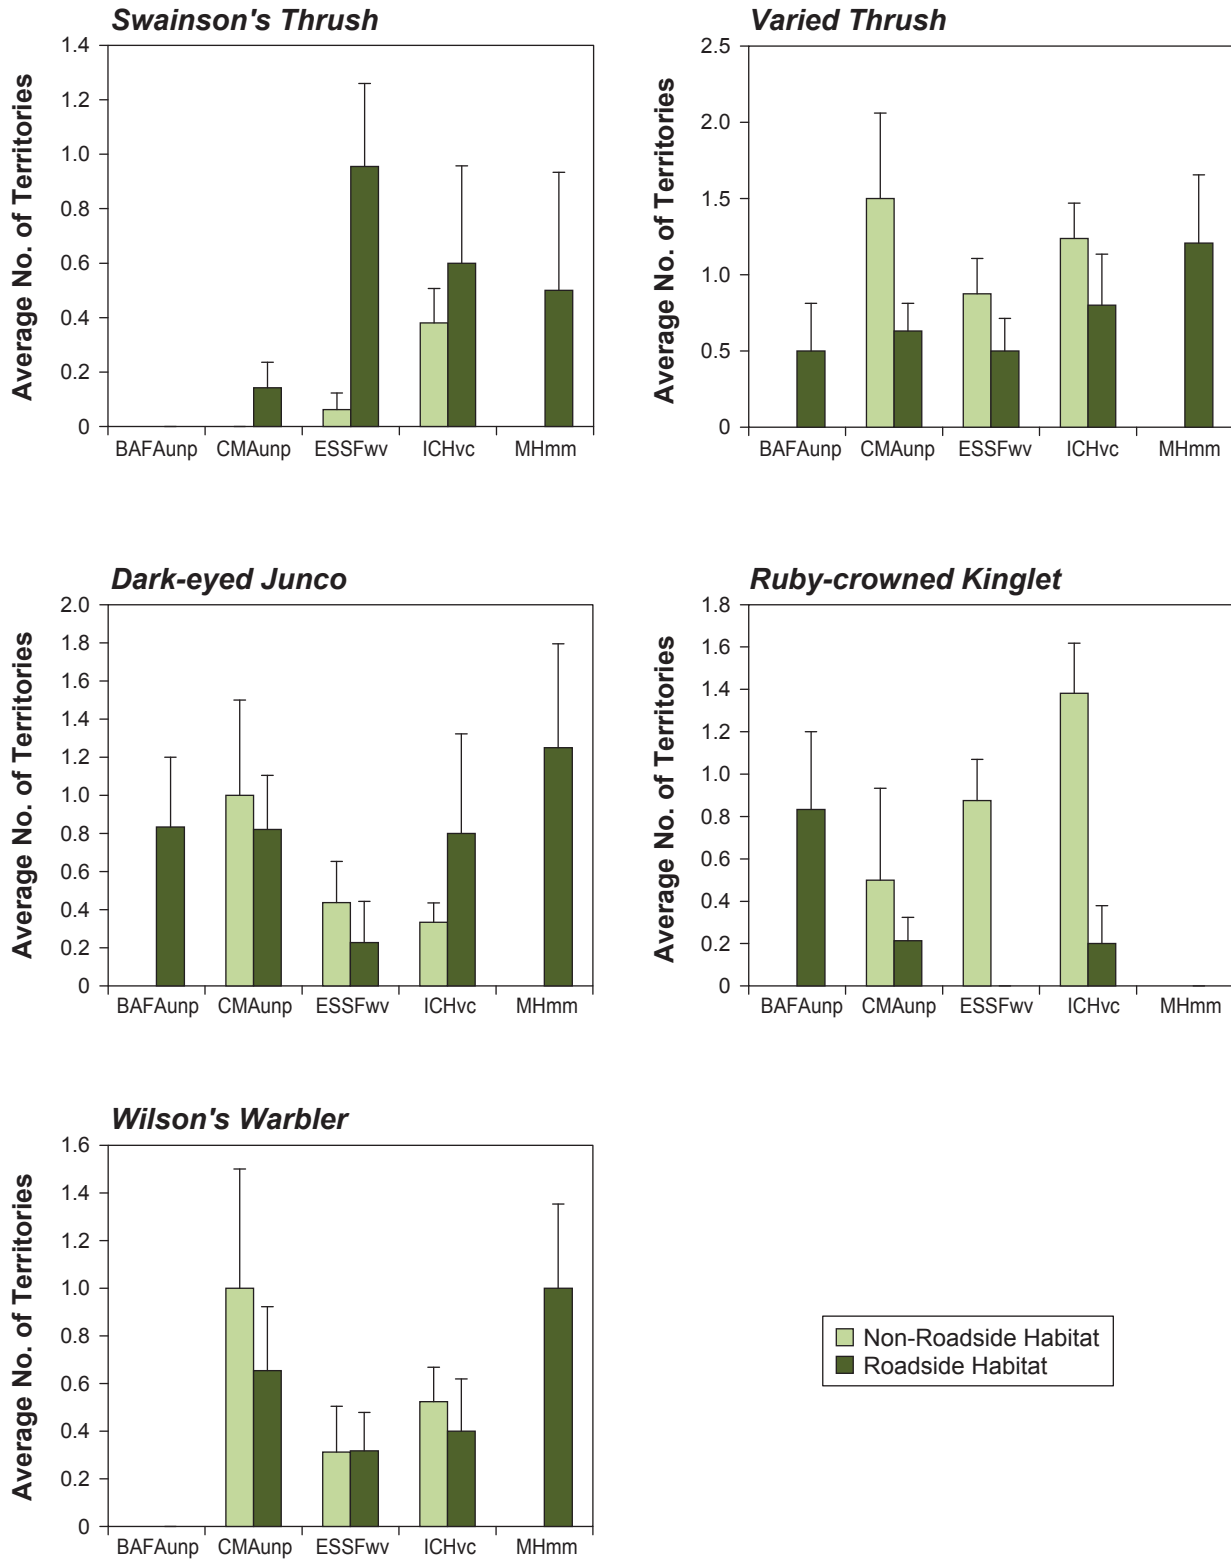 Swainson's Thrush
Average No. of Territories
1.4
1.2
1.0
0.8
0.6
0.4
0.2
0
BAFAunp CMAunp ESSFwv ICHvc MHmm
Varied Thrush
Average No. of Territories
2.5
2.0
1.5
1.0
0.5
0
BAFAunp CMAunp ESSFwv ICHvc MHmm
Dark-eyed Junco
Average No. of Territories
2.0
1.8
1.6
1.4
1.2
1.0
0.8
0.6
0.4
0.2
0
BAFAunp CMAunp ESSFwv ICHvc MHmm
Ruby-crowned Kinglet
Average No. of Territories
1.8
1.6
1.4
1.2
1.0
0.8
0.6
0.4
0.2
0
BAFAunp CMAunp ESSFwv ICHvc MHmm
Wilson's Warbler
Average No. of Territories
1.6
1.4
1.2
1.0
0.8
0.6
0.4
0.2
0
BAFAunp CMAunp ESSFwv ICHvc MHmm
Non-Roadside Habitat
Roadside Habitat